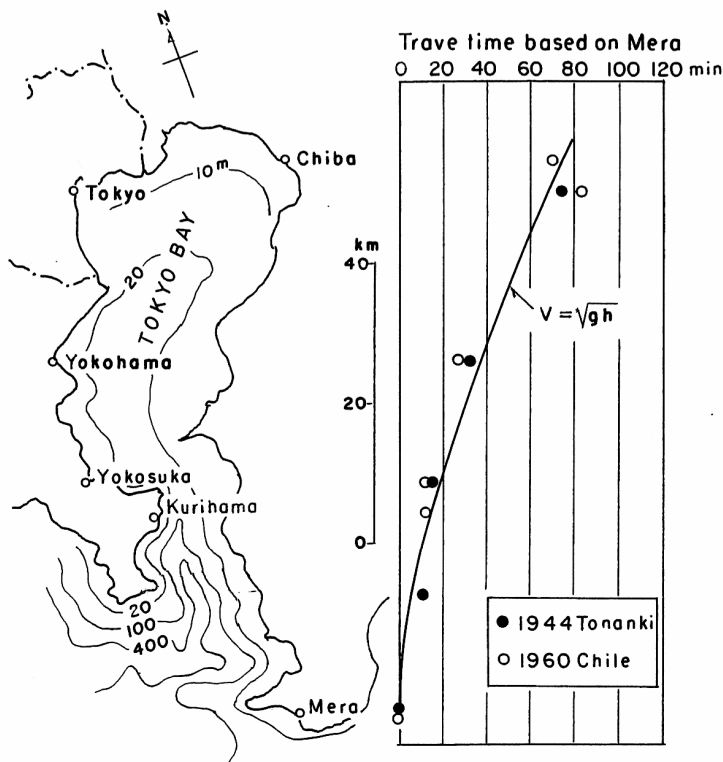 N
Trave time based on Mera
0 20 40 60 80 100 120 min
Chiba
10 m
Tokyo
TOKYO BAY
20
km
40
V = √gh
Yokohama
20
Yokosuka
Kurihama
0
20
100
400
1944 Tonanki
1960 Chile
Mera